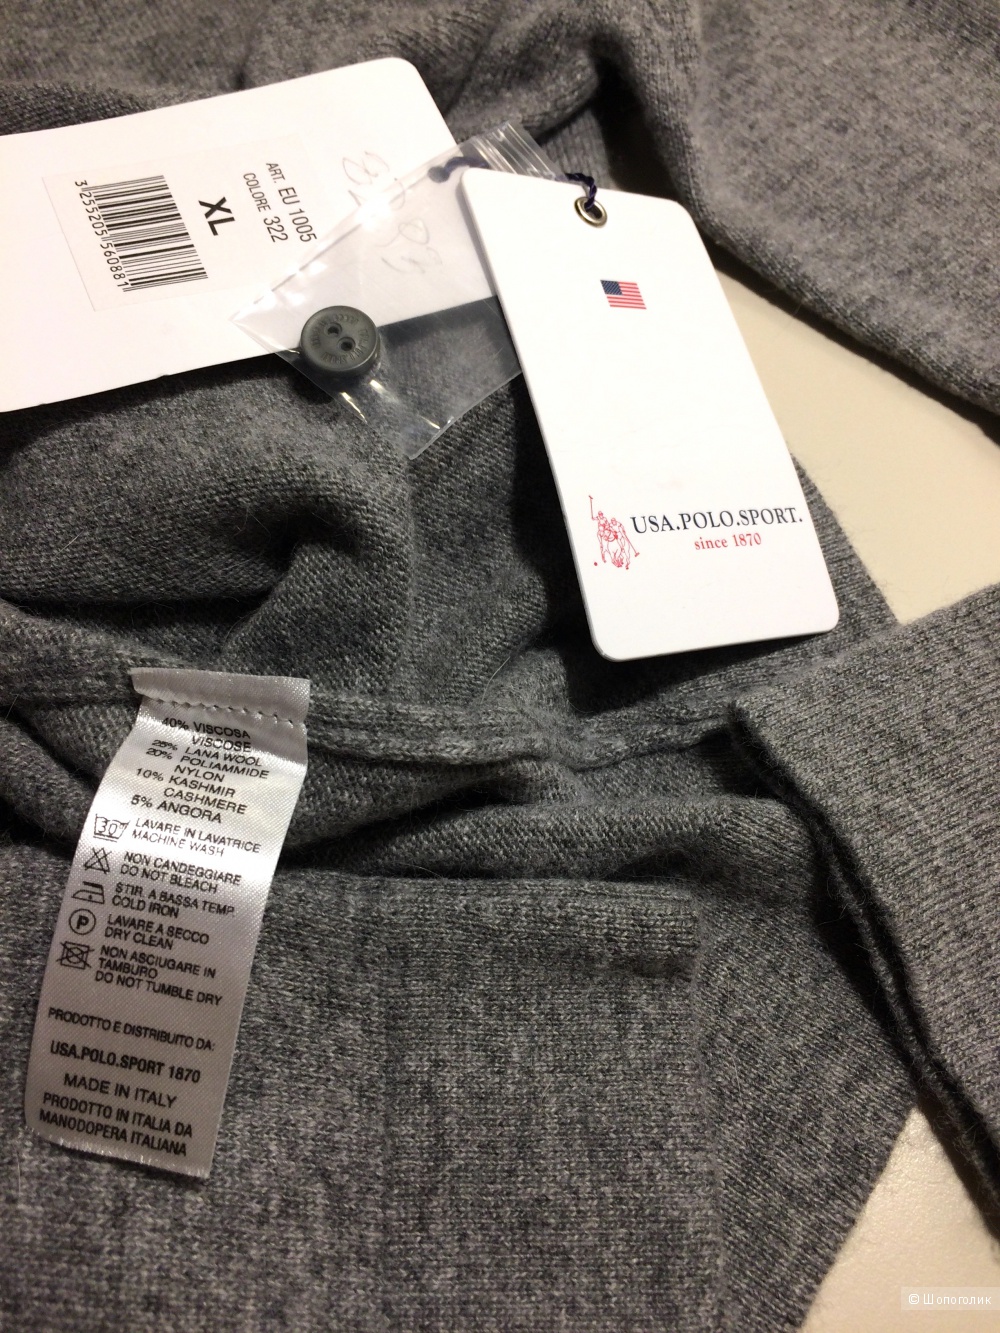 ART. EU 1005
COLORE 322
XL
3 255205 560881
USA.POLO.SPORT.
since 1870
40% VISCOSA
VISCOSE
25% LANA WOOL
20% POLIAMMIDE
NYLON
10% KASHMIR
CASHMERE
5% ANGORA
30°
LAVARE IN LAVATRICE
MACHINE WASH
NON CANDEGGIARE
DO NOT BLEACH
STIR. A BASSA TEMP
COLD IRON
P
LAVARE A SECCO
DRY CLEAN
NON ASCIUGARE IN
TAMBURO
DO NOT TUMBLE DRY
PRODOTTO E DISTRIBUITO DA:
USA.POLO.SPORT 1870
MADE IN ITALY
PRODOTTO IN ITALIA DA
MANODOPERA ITALIANA
© Шопоголик